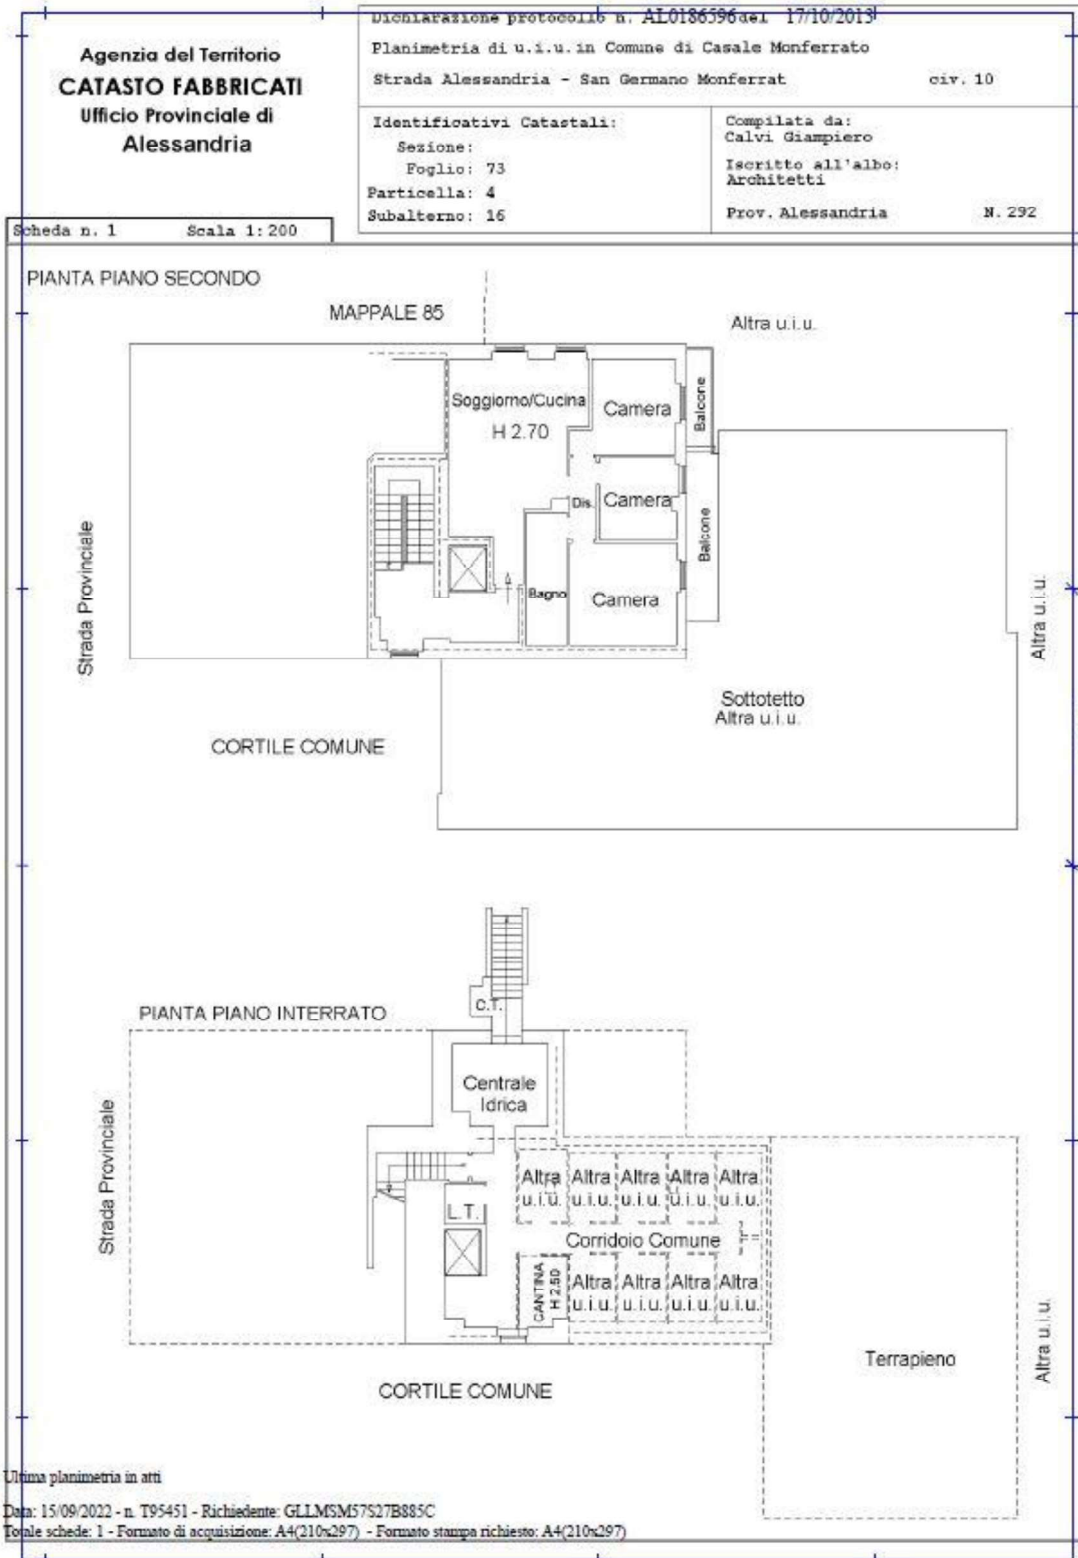 Dichiarazione protocollo n. AL0186596 del 17/10/2013
Agenzia del Territorio
CATASTO FABBRICATI
Ufficio Provinciale di
Alessandria
Planimetria di u.i.u. in Comune di Casale Monferrato
Strada Alessandria - San Germano Monferrat civ. 10
Identificativi Catastali:
Sezione:
Foglio: 73
Particella: 4
Subalterno: 16
Compilata da:
Calvi Giampiero
Iscritto all'albo:
Architetti
Prov. Alessandria N. 292
Scheda n. 1 Scala 1:200
PIANTA PIANO SECONDO
MAPPALE 85
Altra u.i.u.
Soggiorno/Cucina
H 2.70
Camera
Balcone
Camera
Dis.
Balcone
Bagno
Camera
Strada Provinciale
Altra u.i.u.
Sottotetto
Altra u.i.u.
CORTILE COMUNE
PIANTA PIANO INTERRATO
C.T.
Centrale
Idrica
Strada Provinciale
L.T.
Altra Altra Altra Altra Altra
u.i.u. u.i.u. u.i.u. u.i.u. u.i.u.
Corridoio Comune
CANTINA
H 2.50
Altra Altra Altra Altra
u.i.u. u.i.u. u.i.u. u.i.u.
Terrapieno
Altra u.i.u.
CORTILE COMUNE
Ultima planimetria in atti
Data: 15/09/2022 - n. T95451 - Richiedente: GLLMSM57S27B885C
Totale schede: 1 - Formato di acquisizione: A4(210x297) - Formato stampa richiesto: A4(210x297)